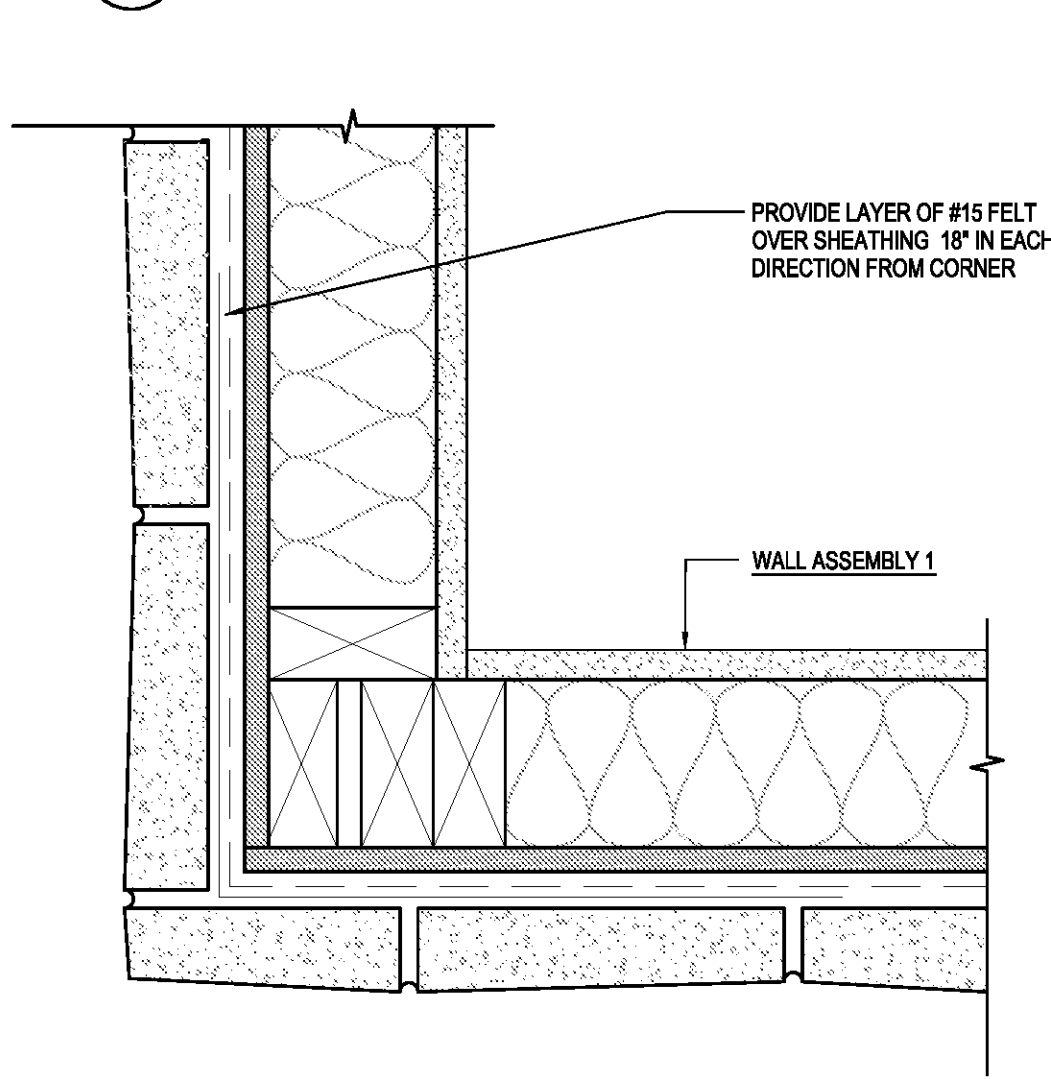 PROVIDE LAYER OF #15 FELT
OVER SHEATHING 18" IN EACH
DIRECTION FROM CORNER
WALL ASSEMBLY 1